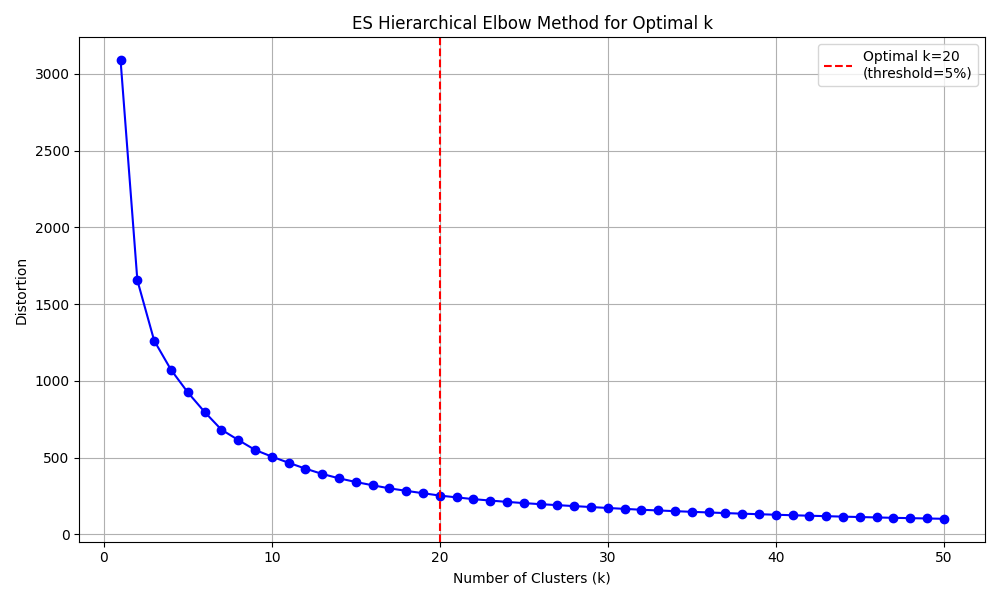 ES Hierarchical Elbow Method for Optimal k
Optimal k=20
(threshold=5%)
3000
2500
2000
1500
1000
500
0
Distortion
0 10 20 30 40 50
Number of Clusters (k)